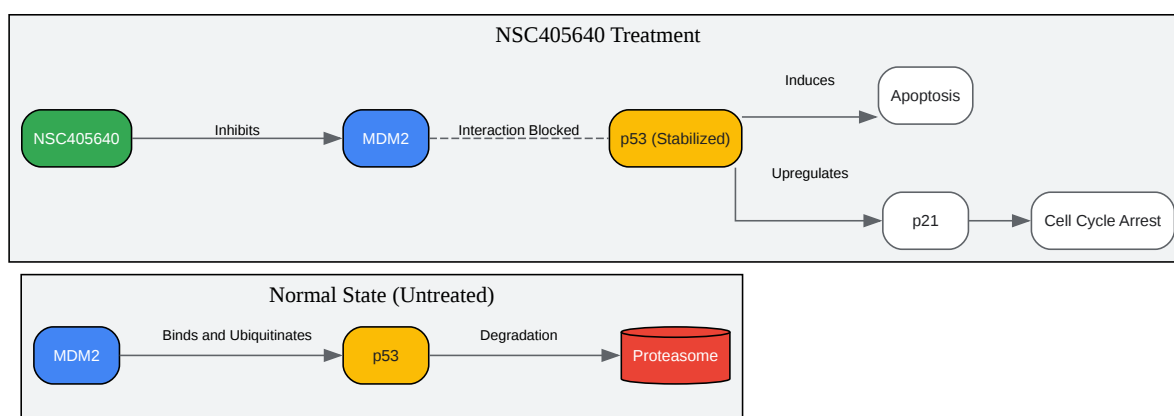 NSC405640 Treatment
Induces
Apoptosis
NSC405640
Inhibits
MDM2
Interaction Blocked
p53 (Stabilized)
Upregulates
p21
Cell Cycle Arrest
Normal State (Untreated)
MDM2
Binds and Ubiquitinates
p53
Degradation
Proteasome